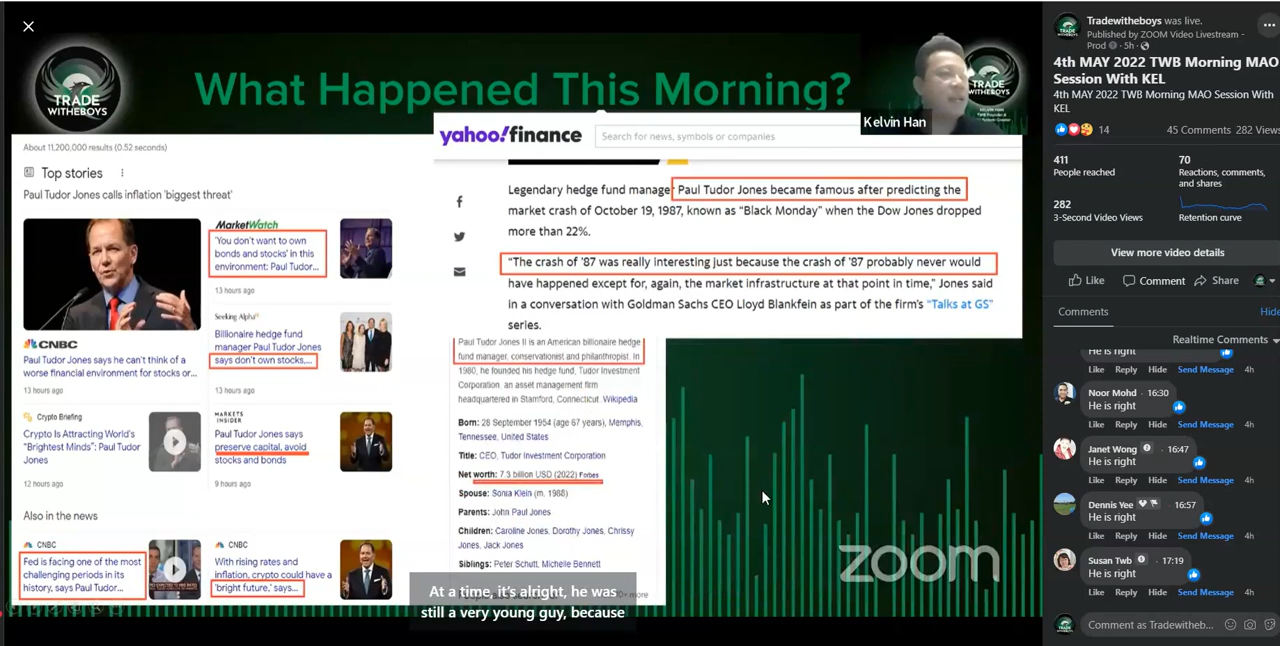 TRADE
WITHEBOYS
What Happened This Morning?
TRADE
WITHEBOYS
Kelvin Han
About 11,200,000 results (0.52 seconds)
Top stories
Paul Tudor Jones calls inflation 'biggest threat'
CNBC
Paul Tudor Jones says he can't think of a
worse financial environment for stocks or...
13 hours ago
MarketWatch
'You don't want to own
bonds and stocks' in this
environment: Paul Tudor...
13 hours ago
Seeking Alpha
Billionaire hedge fund
manager Paul Tudor Jones
says don't own stocks,...
13 hours ago
Crypto Briefing
Crypto Is Attracting World's
"Brightest Minds": Paul Tudor
Jones
12 hours ago
MARKETS
INSIDER
Paul Tudor Jones says
preserve capital, avoid
stocks and bonds
9 hours ago
Also in the news
CNBC
Fed is facing one of the most
challenging periods in its
history, says Paul Tudor...
CNBC
With rising rates and
inflation, crypto could have a
'bright future,' says...
yahoo!finance
Search for news, symbols or companies
Legendary hedge fund manager Paul Tudor Jones became famous after predicting the
market crash of October 19, 1987, known as “Black Monday” when the Dow Jones dropped
more than 22%.
“The crash of '87 was really interesting just because the crash of '87 probably never would
have happened except for, again, the market infrastructure at that point in time,” Jones said
in a conversation with Goldman Sachs CEO Lloyd Blankfein as part of the firm's “Talks at GS”
series.
Paul Tudor Jones II is an American billionaire hedge
fund manager, conservationist and philanthropist. In
1980, he founded his hedge fund, Tudor Investment
Corporation, an asset management firm
headquartered in Stamford, Connecticut. Wikipedia
Born: 28 September 1954 (age 67 years), Memphis,
Tennessee, United States
Title: CEO, Tudor Investment Corporation
Net worth: 7.3 billion USD (2022) Forbes
Spouse: Sonia Klein (m. 1988)
Parents: John Paul Jones
Children: Caroline Jones, Dorothy Jones, Chrissy
Jones, Jack Jones
Siblings: Peter Schutt, Michelle Bennett
more
At a time, it's alright, he was
still a very young guy, because
zoom
Tradewitheboys was live.
Published by ZOOM Video Livestream -
Prod · 5h ·
4th MAY 2022 TWB Morning MAO
Session With KEL
4th MAY 2022 TWB Morning MAO Session With
KEL
14
45 Comments 282 Views
411
People reached
70
Reactions, comments,
and shares
282
3-Second Video Views
Retention curve
View more video details
Like Comment Share
Comments Hide
Realtime Comments
He is right
Like Reply Hide Send Message 4h
Noor Mohd · 16:30
He is right
Like Reply Hide Send Message 4h
Janet Wong · 16:47
He is right
Like Reply Hide Send Message 4h
Dennis Yee · 16:57
He is right
Like Reply Hide Send Message 4h
Susan Twb · 17:19
He is right
Like Reply Hide Send Message 4h
Comment as Tradewitheb...